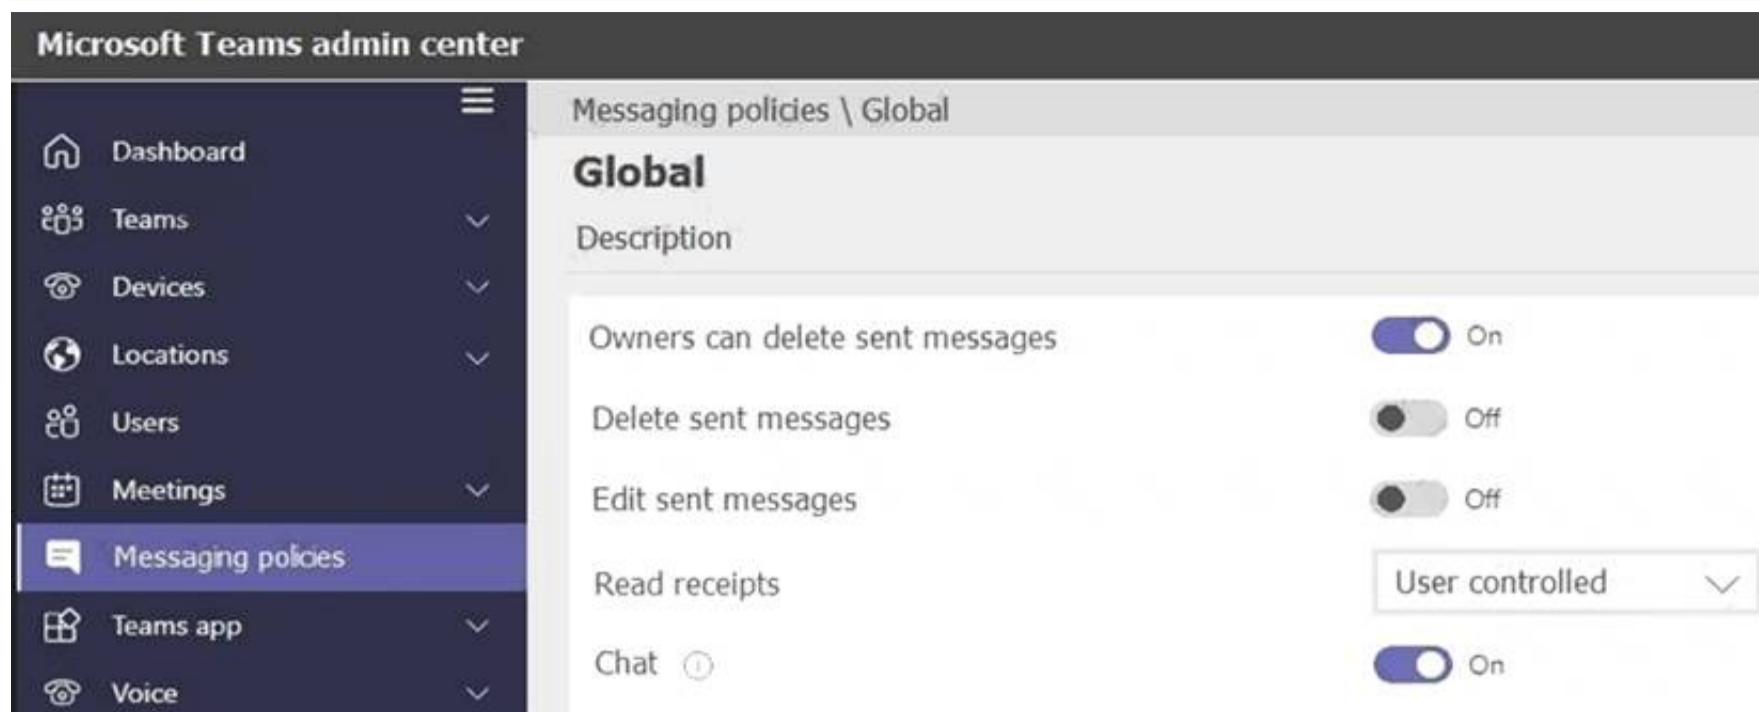 Microsoft Teams admin center
Dashboard
Teams
Devices
Locations
Users
Meetings
Messaging policies
Teams app
Voice
Messaging policies \ Global
Global
Description
Owners can delete sent messages On
Delete sent messages Off
Edit sent messages Off
Read receipts User controlled
Chat On